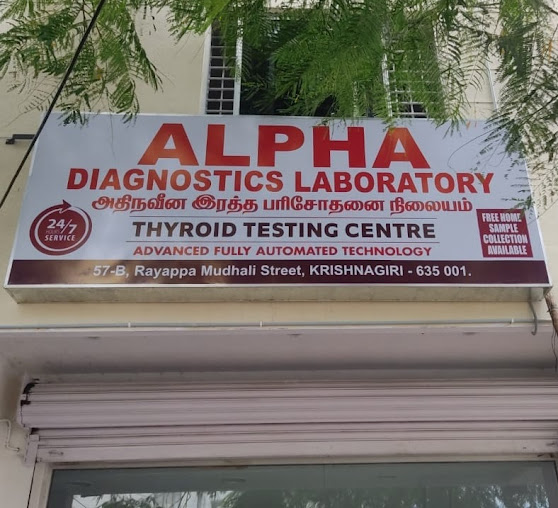 ALPHA
DIAGNOSTICS LABORATORY
அதிநவீன இரத்த பரிசோதனை நிலையம்
24/7
SERVICE
THYROID TESTING CENTRE
ADVANCED FULLY AUTOMATED TECHNOLOGY
FREE HOME
SAMPLE
COLLECTION
AVAILABLE
57-B, Rayappa Mudhali Street, KRISHNAGIRI - 635 001.